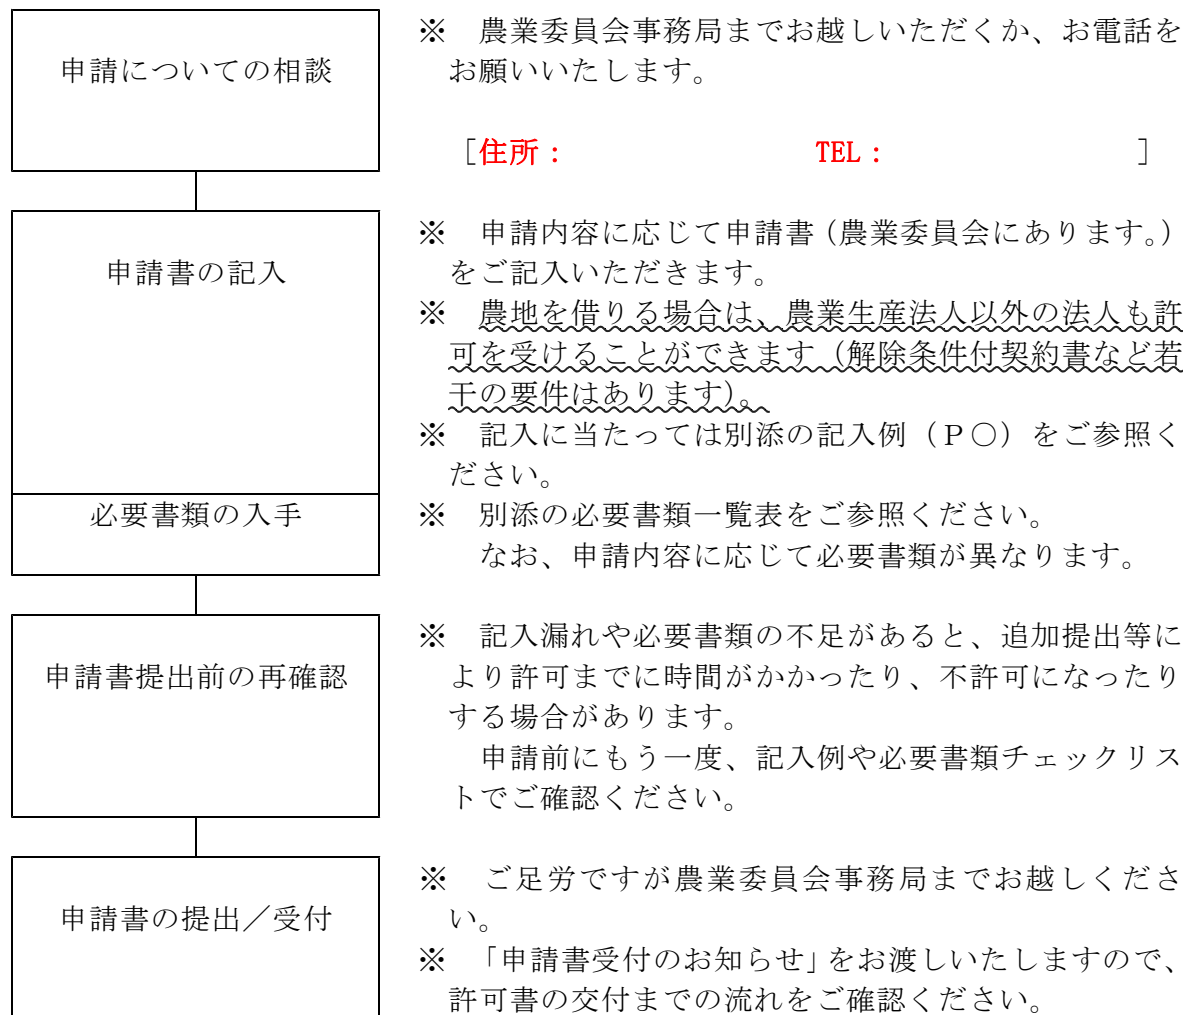 申請についての相談
※　農業委員会事務局までお越しいただくか、お電話を
お願いいたします。
［住所：　　　　　　　　TEL：　　　　　　　　］
申請書の記入
※　申請内容に応じて申請書（農業委員会にあります。）
をご記入いただきます。
※　農地を借りる場合は、農業生産法人以外の法人も許
可を受けることができます（解除条件付契約書など若
干の要件はあります）。
※　記入に当たっては別添の記入例（Ｐ○）をご参照く
ださい。
必要書類の入手
※　別添の必要書類一覧表をご参照ください。
なお、申請内容に応じて必要書類が異なります。
申請書提出前の再確認
※　記入漏れや必要書類の不足があると、追加提出等に
より許可までに時間がかかったり、不許可になったり
する場合があります。
申請前にもう一度、記入例や必要書類チェックリス
トでご確認ください。
申請書の提出／受付
※　ご足労ですが農業委員会事務局までお越しくださ
い。
※　「申請書受付のお知らせ」をお渡しいたしますので、
許可書の交付までの流れをご確認ください。